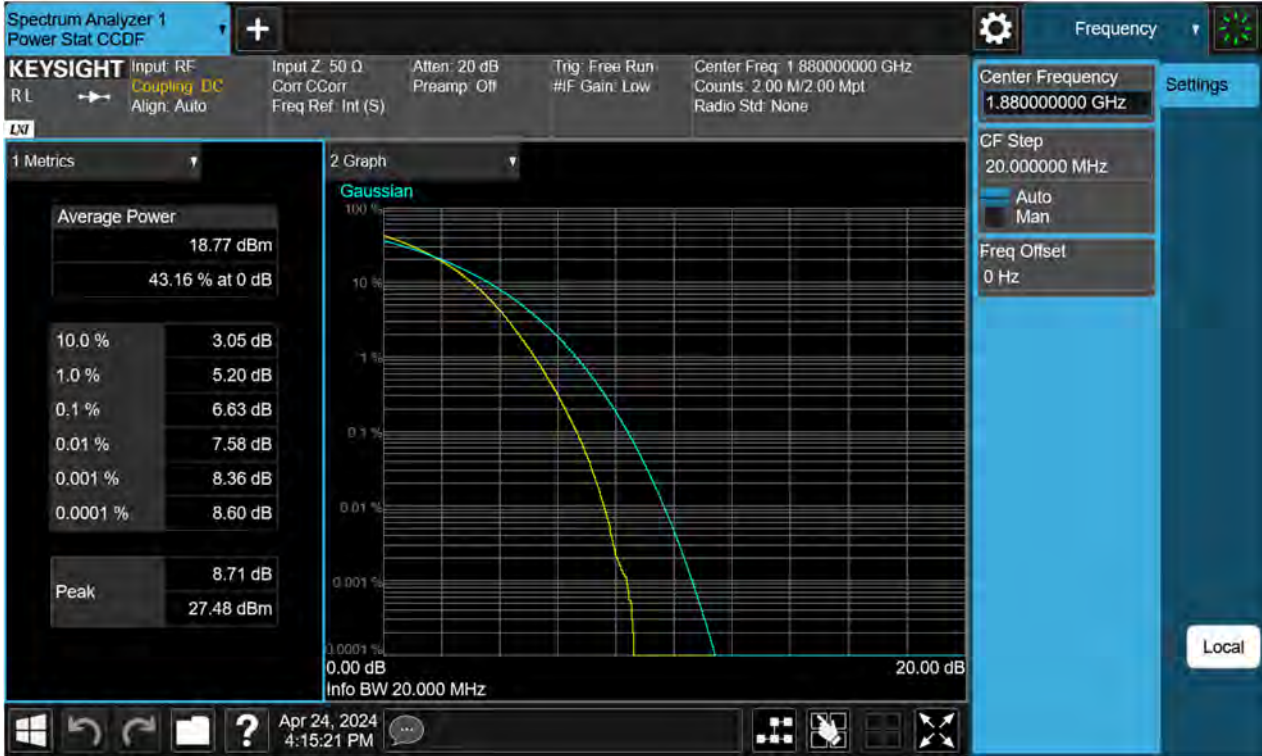 Spectrum Analyzer 1
Power Stat CCDF
Frequency
KEYSIGHT
R L
LXI
Input: RF
Coupling: DC
Align: Auto
Input Z: 50 Ω
Corr CCorr
Freq Ref: Int (S)
Atten: 20 dB
Preamp: Off
Trig: Free Run
#IF Gain: Low
Center Freq: 1.880000000 GHz
Counts: 2.00 M/2.00 Mpt
Radio Std: None
Center Frequency
1.880000000 GHz
Settings
CF Step
20.000000 MHz
Auto
Man
Freq Offset
0 Hz
1 Metrics
Average Power
18.77 dBm
43.16 % at 0 dB
10.0 % 3.05 dB
1.0 % 5.20 dB
0.1 % 6.63 dB
0.01 % 7.58 dB
0.001 % 8.36 dB
0.0001 % 8.60 dB
Peak
8.71 dB
27.48 dBm
2 Graph
Gaussian
100 %
10 %
1 %
0.1 %
0.01 %
0.001 %
0.0001 %
0.00 dB 20.00 dB
Info BW 20.000 MHz
Local
?
Apr 24, 2024
4:15:21 PM